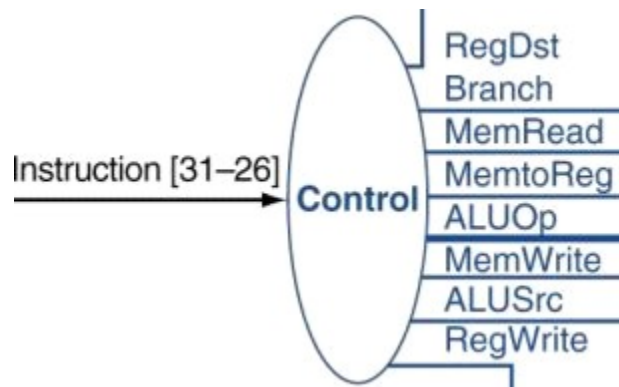 RegDst
Branch
MemRead
Instruction [31–26]
MemtoReg
Control
ALUOp
MemWrite
ALUSrc
RegWrite